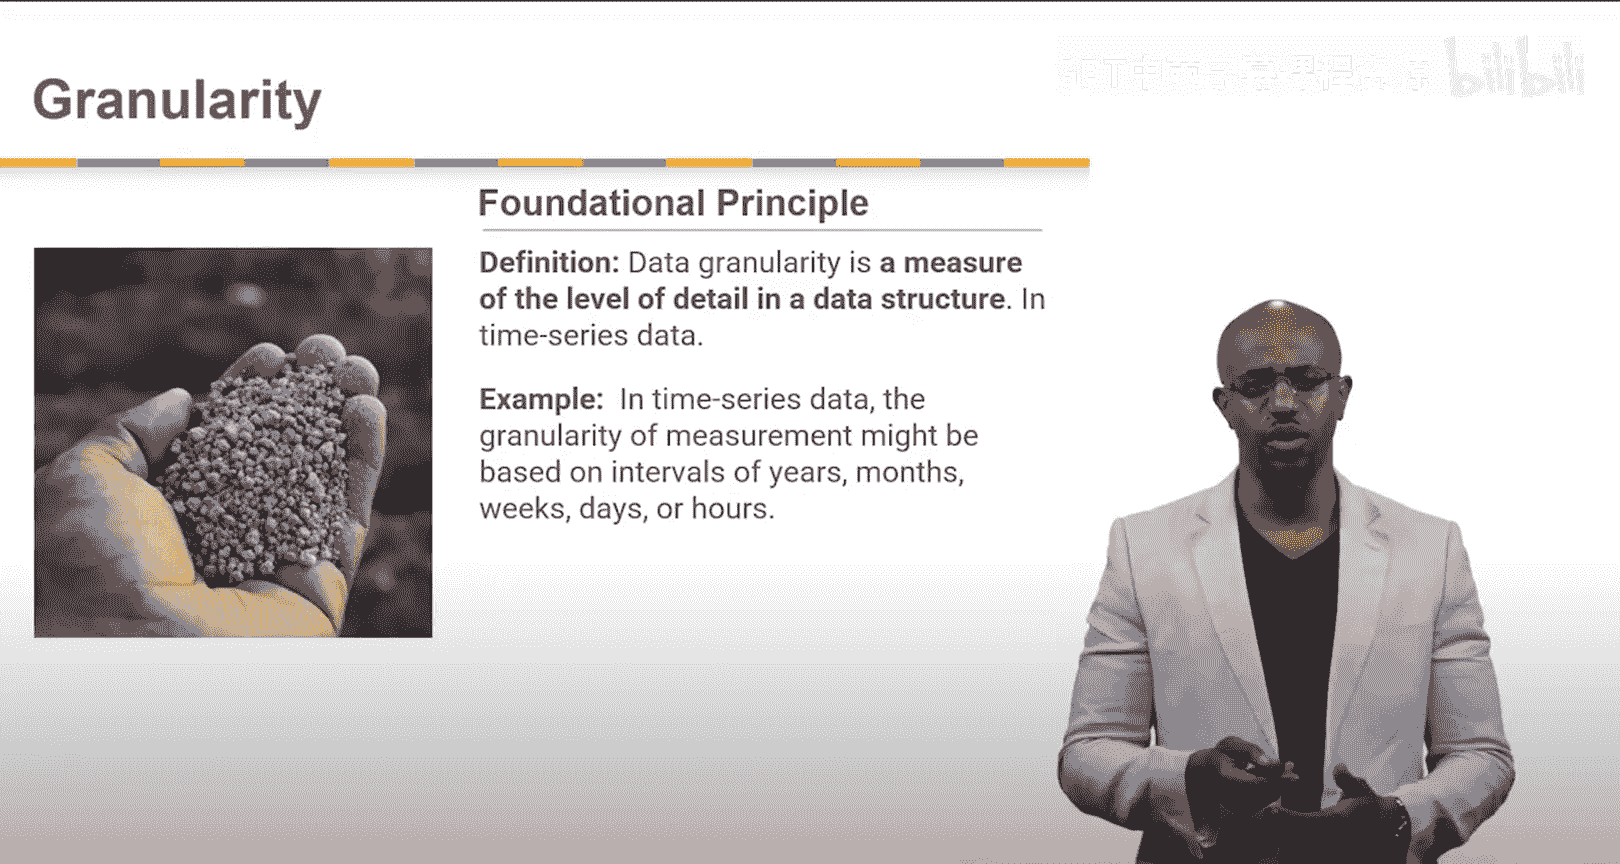 bilibili
Granularity
Foundational Principle
Definition: Data granularity is a measure
of the level of detail in a data structure. In
time-series data.
Example: In time-series data, the
granularity of measurement might be
based on intervals of years, months,
weeks, days, or hours.